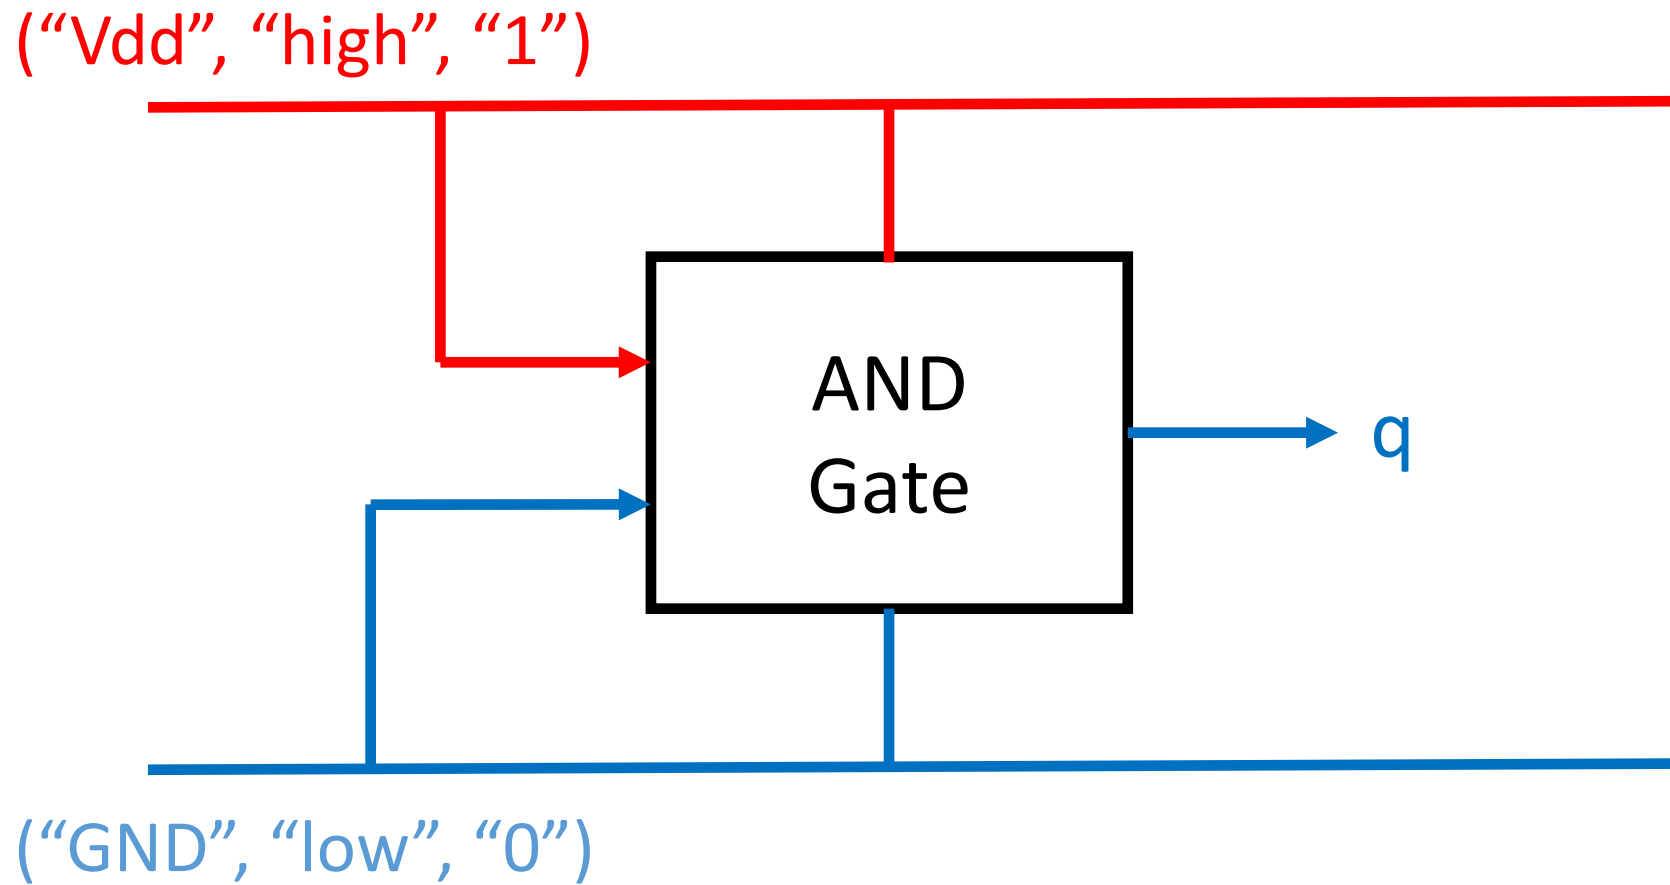 (“Vdd”, “high”, “1”)
AND
Gate
q
(“GND”, “low”, “0”)